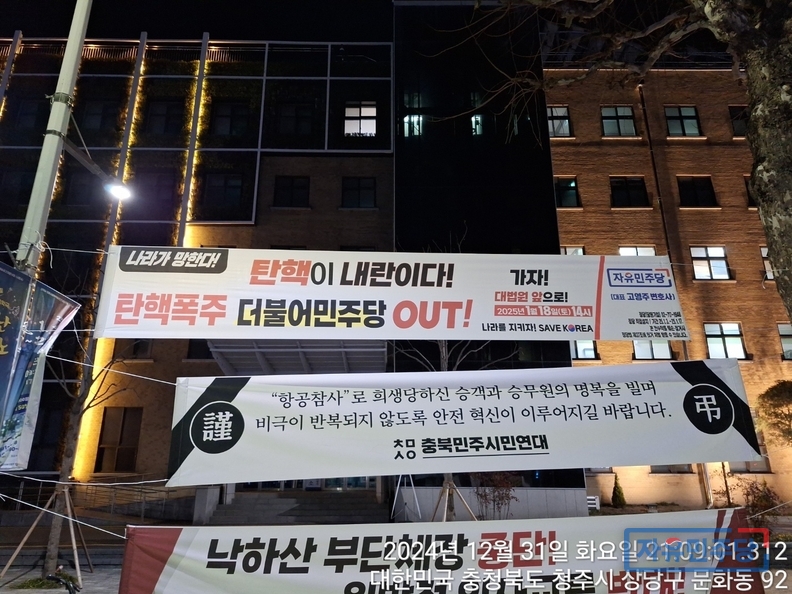 나라가 망한다!
탄핵이 내란이다!
탄핵폭주 더불어민주당 OUT!
가자!
대법원 앞으로!
2025년 1월 18일(토) 14시
나라를 지키자! SAVE KOREA
자유민주당
(대표 고영주 변호사)
謹
"항공참사"로 희생당하신 승객과 승무원의 명복을 빌며
비극이 반복되지 않도록 안전 혁신이 이루어지길 바랍니다.
충북민주시민연대
弔
낙하산 부단체장 중단!
2024년 12월 31일 화요일 21:09:01.312
대한민국 충청북도 청주시 상당구 문화동 92
자유민주당